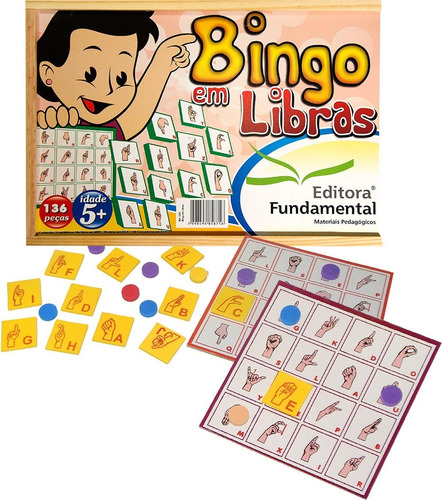 Bingo
em Libras
136
peças
idade
5+
Editora®
Fundamental
Materiais Pedagógicos
F
L
K
I
D
B
G
H
A
S
E
B
C
Q
G
K
D
O
S
L
A
U
Y
E
P
B
M
X
I
R